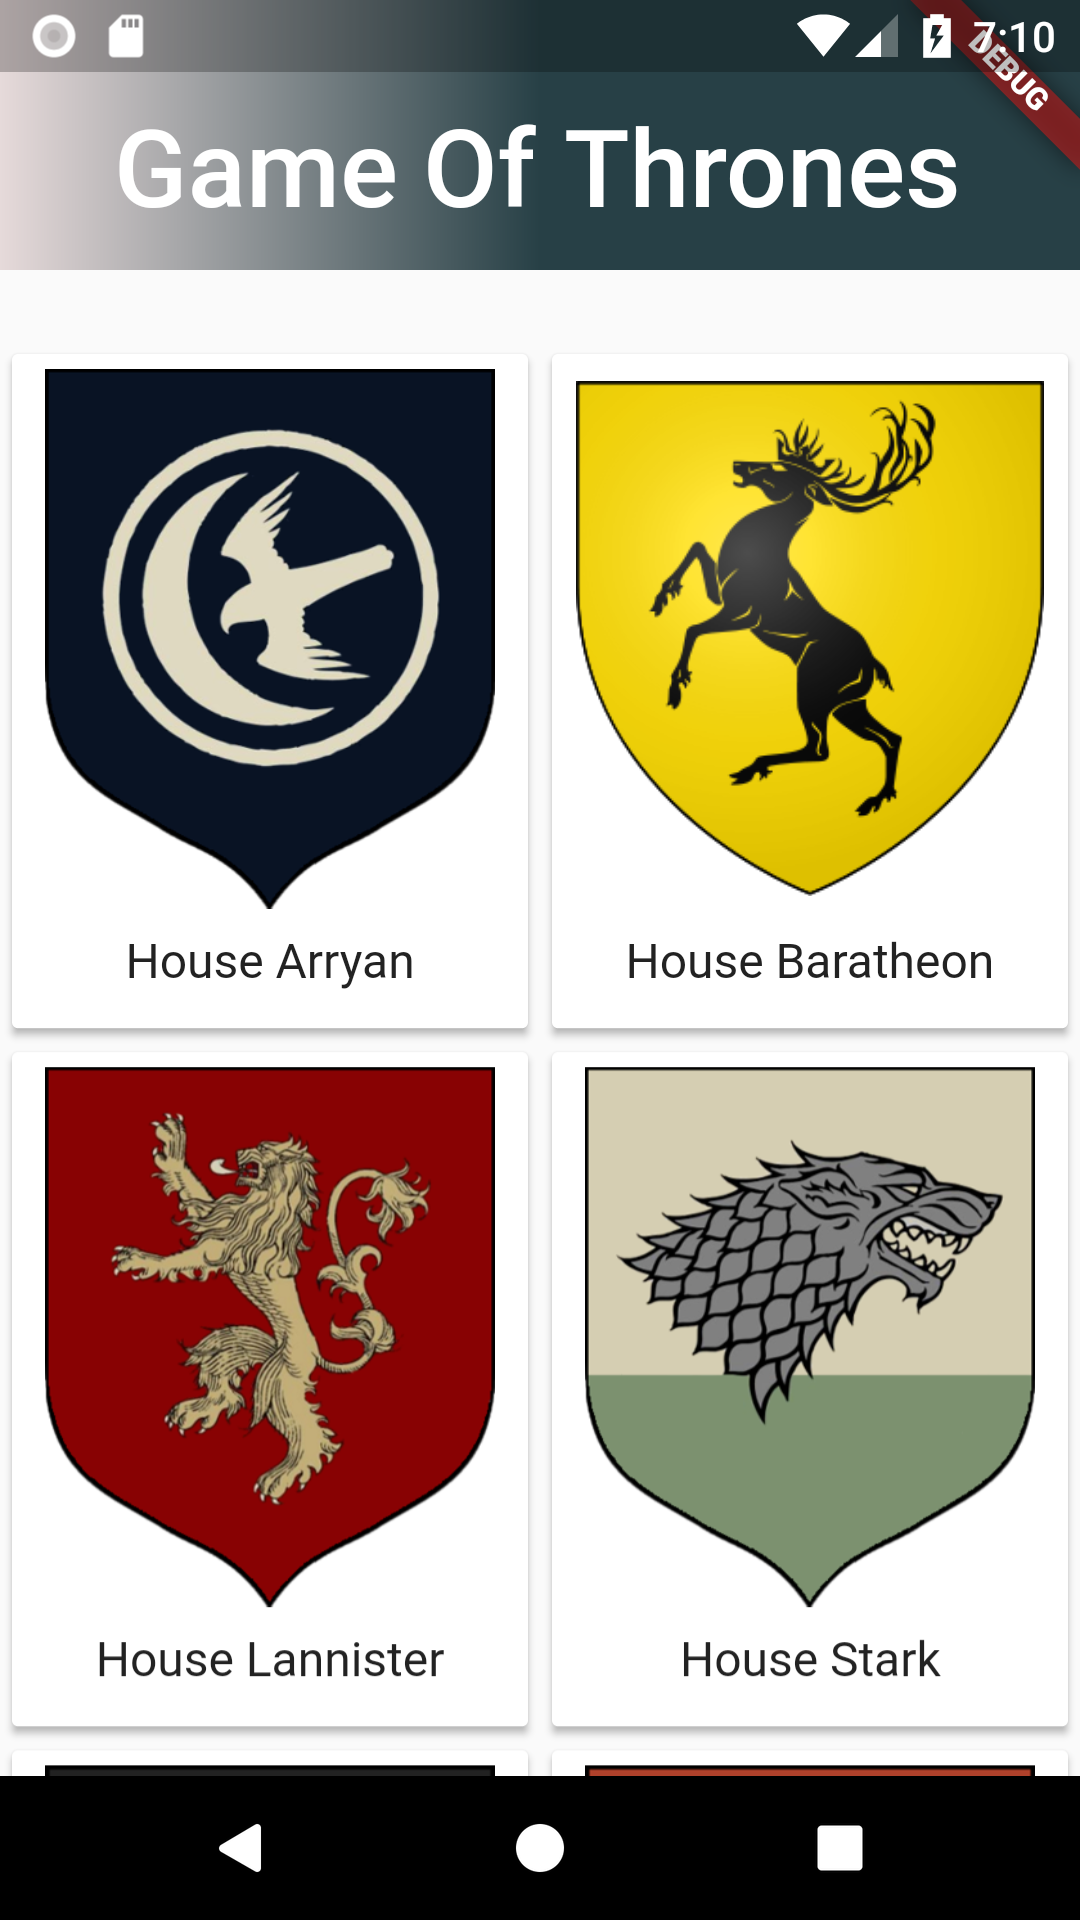 7:10
DEBUG
Game Of Thrones
House Arryan
House Baratheon
House Lannister
House Stark